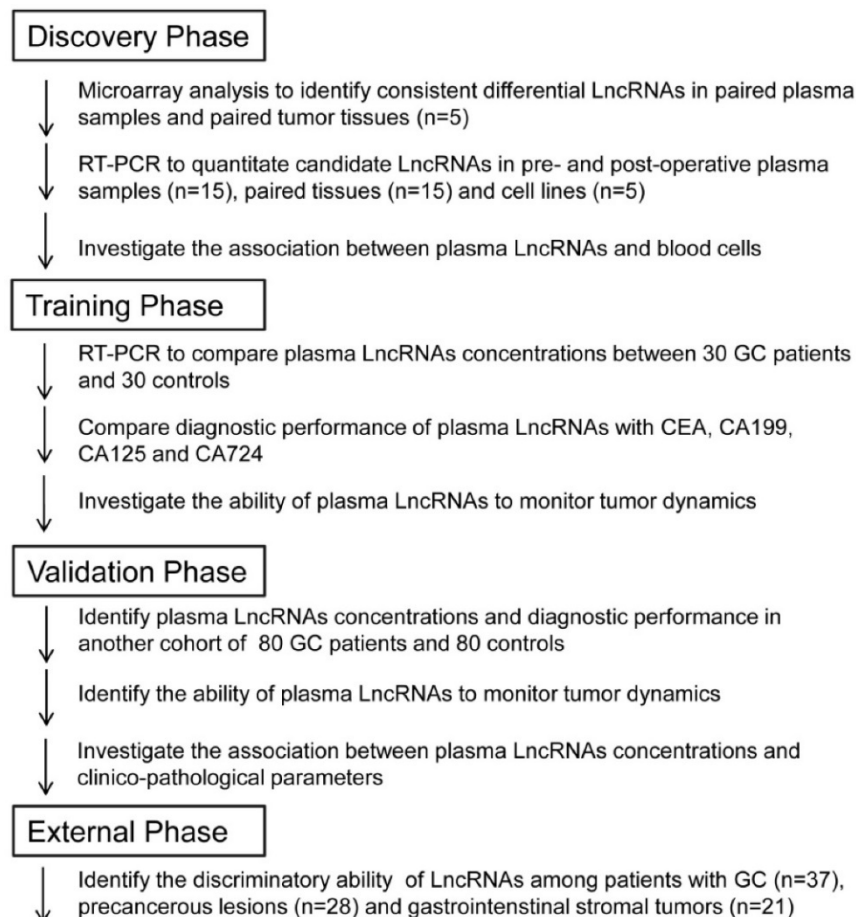 Discovery Phase
Microarray analysis to identify consistent differential LncRNAs in paired plasma
samples and paired tumor tissues (n=5)
RT-PCR to quantitate candidate LncRNAs in pre- and post-operative plasma
samples (n=15), paired tissues (n=15) and cell lines (n=5)
Investigate the association between plasma LncRNAs and blood cells
Training Phase
RT-PCR to compare plasma LncRNAs concentrations between 30 GC patients
and 30 controls
Compare diagnostic performance of plasma LncRNAs with CEA, CA199,
CA125 and CA724
Investigate the ability of plasma LncRNAs to monitor tumor dynamics
Validation Phase
Identify plasma LncRNAs concentrations and diagnostic performance in
another cohort of 80 GC patients and 80 controls
Identify the ability of plasma LncRNAs to monitor tumor dynamics
Investigate the association between plasma LncRNAs concentrations and
clinico-pathological parameters
External Phase
Identify the discriminatory ability of LncRNAs among patients with GC (n=37),
precancerous lesions (n=28) and gastrointenstinal stromal tumors (n=21)